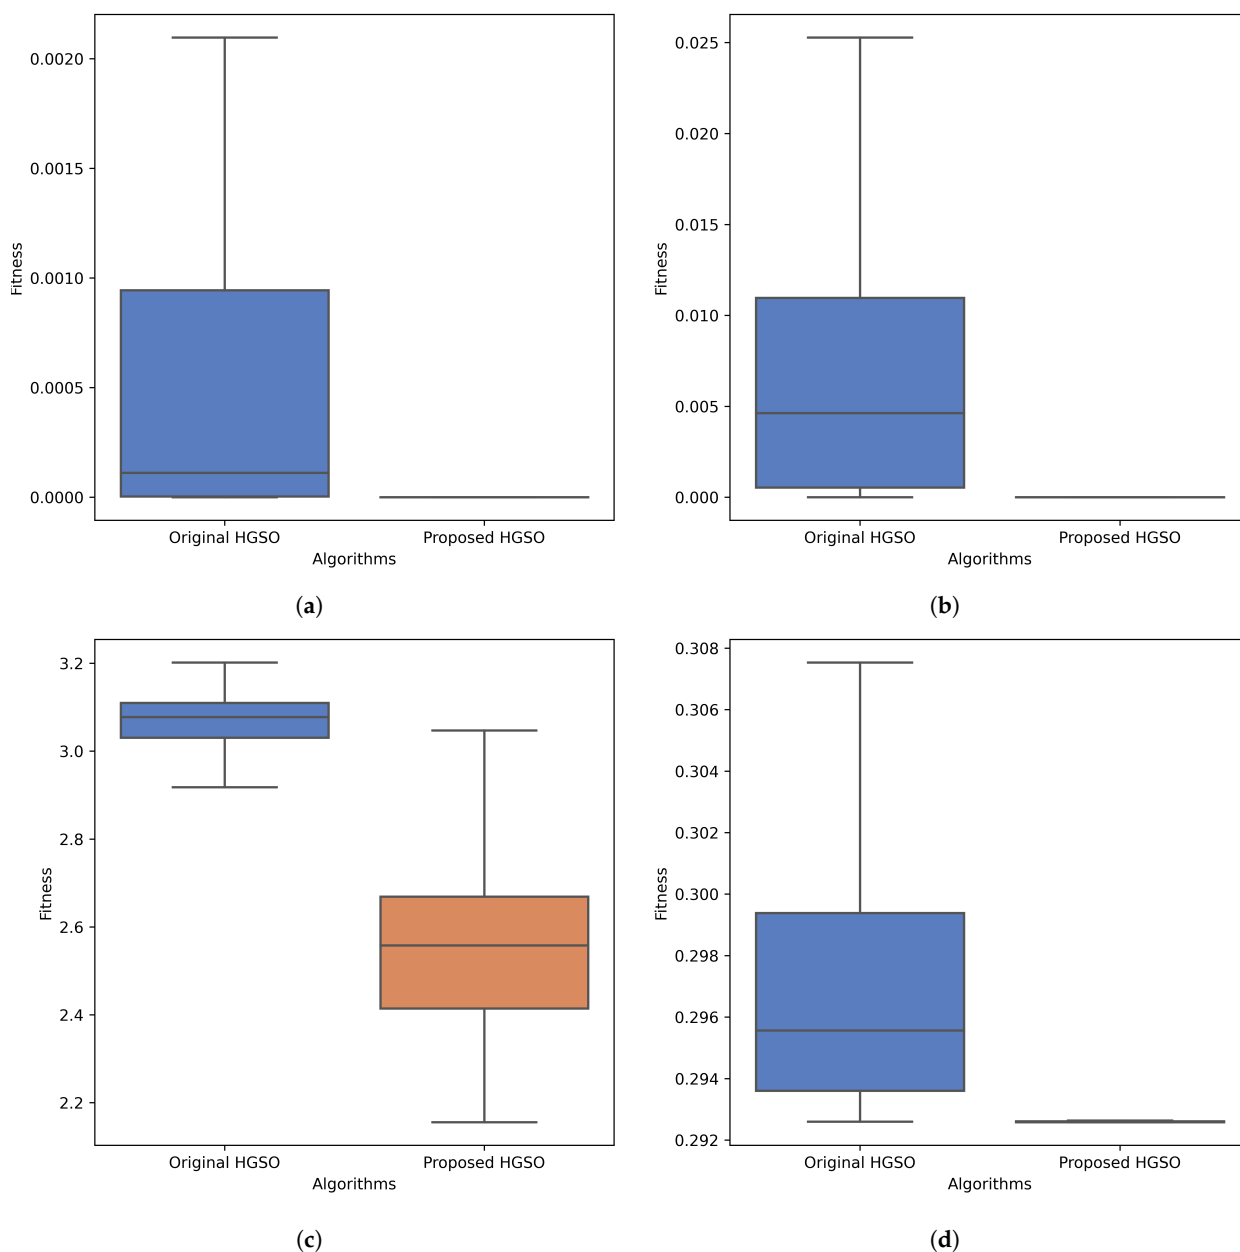 0.0020
0.0015
0.0010
0.0005
0.0000
Fitness
Original HGSO
Proposed HGSO
Algorithms
(a)
0.025
0.020
0.015
0.010
0.005
0.000
Fitness
Original HGSO
Proposed HGSO
Algorithms
(b)
3.2
3.0
2.8
2.6
2.4
2.2
Fitness
Original HGSO
Proposed HGSO
Algorithms
(c)
0.308
0.306
0.304
0.302
0.300
0.298
0.296
0.294
0.292
Fitness
Original HGSO
Proposed HGSO
Algorithms
(d)